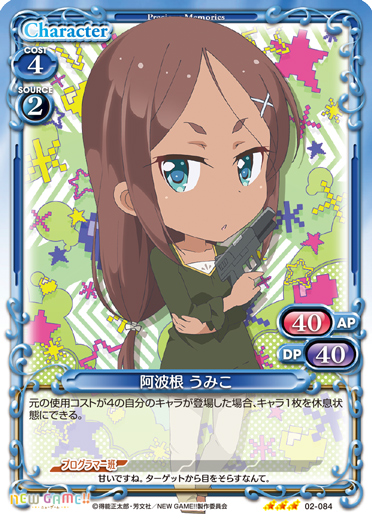 Precious Memories
Character
COST
4
SOURCE
2
40 AP
DP 40
阿波根 うみこ
元の使用コストが4の自分のキャラが登場した場合、キャラ1枚を休息状
態にできる。
プログラマー班
甘いですね。ターゲットから目をそらすなんて。
NEW GAME!!
©得能正太郎・芳文社／NEW GAME!!製作委員会
02-084